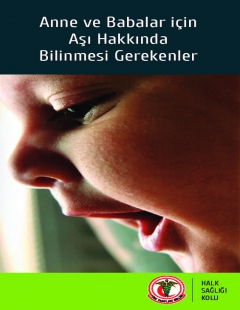 Anne ve Babalar için
Aşı Hakkında
Bilinmesi Gerekenler
HALK
SAĞLIĞI
KOLU